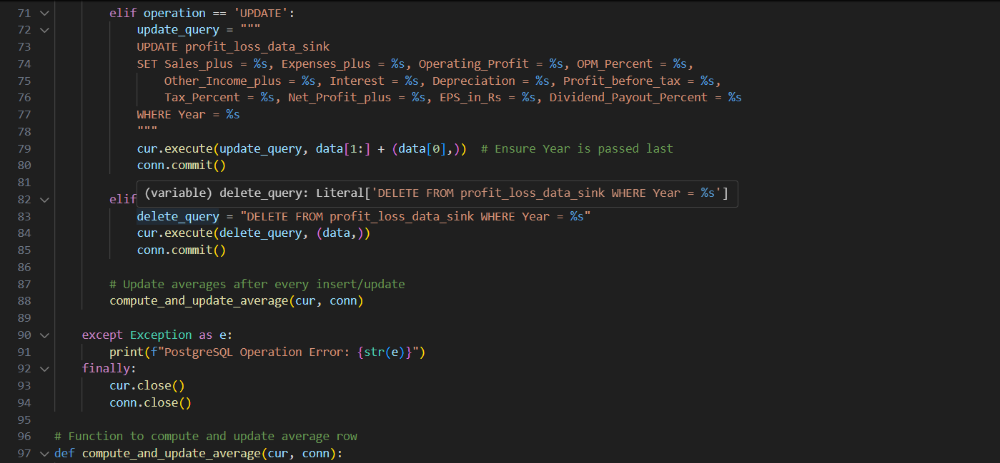 71 elif operation == 'UPDATE':
72 update_query = """
73 UPDATE profit_loss_data_sink
74 SET Sales_plus = %s, Expenses_plus = %s, Operating_Profit = %s, OPM_Percent = %s,
75 Other_Income_plus = %s, Interest = %s, Depreciation = %s, Profit_before_tax = %s,
76 Tax_Percent = %s, Net_Profit_plus = %s, EPS_in_Rs = %s, Dividend_Payout_Percent = %s
77 WHERE Year = %s
78 """
79 cur.execute(update_query, data[1:] + (data[0],))  # Ensure Year is passed last
80 conn.commit()
81
(variable) delete_query: Literal['DELETE FROM profit_loss_data_sink WHERE Year = %s']
82 elif
83 delete_query = "DELETE FROM profit_loss_data_sink WHERE Year = %s"
84 cur.execute(delete_query, (data,))
85 conn.commit()
86
87 # Update averages after every insert/update
88 compute_and_update_average(cur, conn)
89
90 except Exception as e:
91 print(f"PostgreSQL Operation Error: {str(e)}")
92 finally:
93 cur.close()
94 conn.close()
95
96 # Function to compute and update average row
97 def compute_and_update_average(cur, conn):